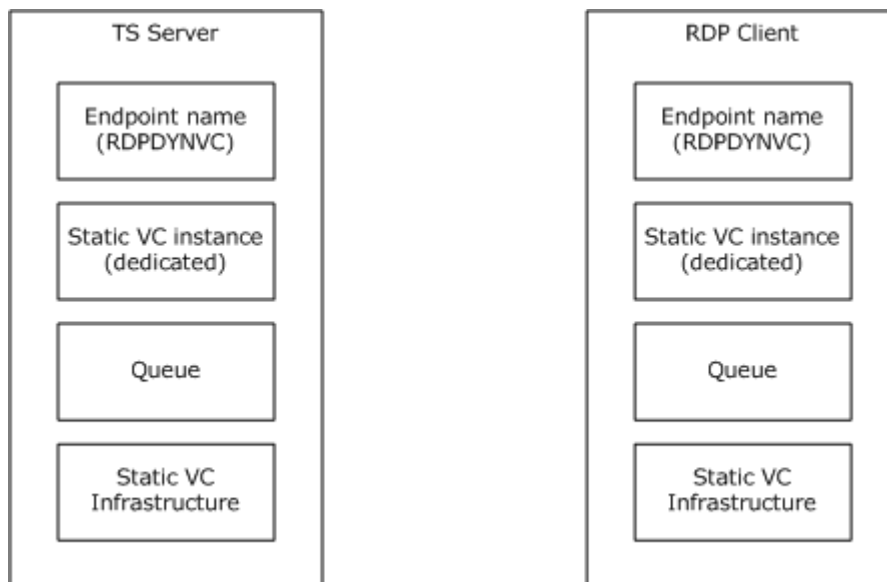 TS Server
Endpoint name
(RDPDYNVC)
Static VC instance
(dedicated)
Queue
Static VC
Infrastructure
RDP Client
Endpoint name
(RDPDYNVC)
Static VC instance
(dedicated)
Queue
Static VC
Infrastructure